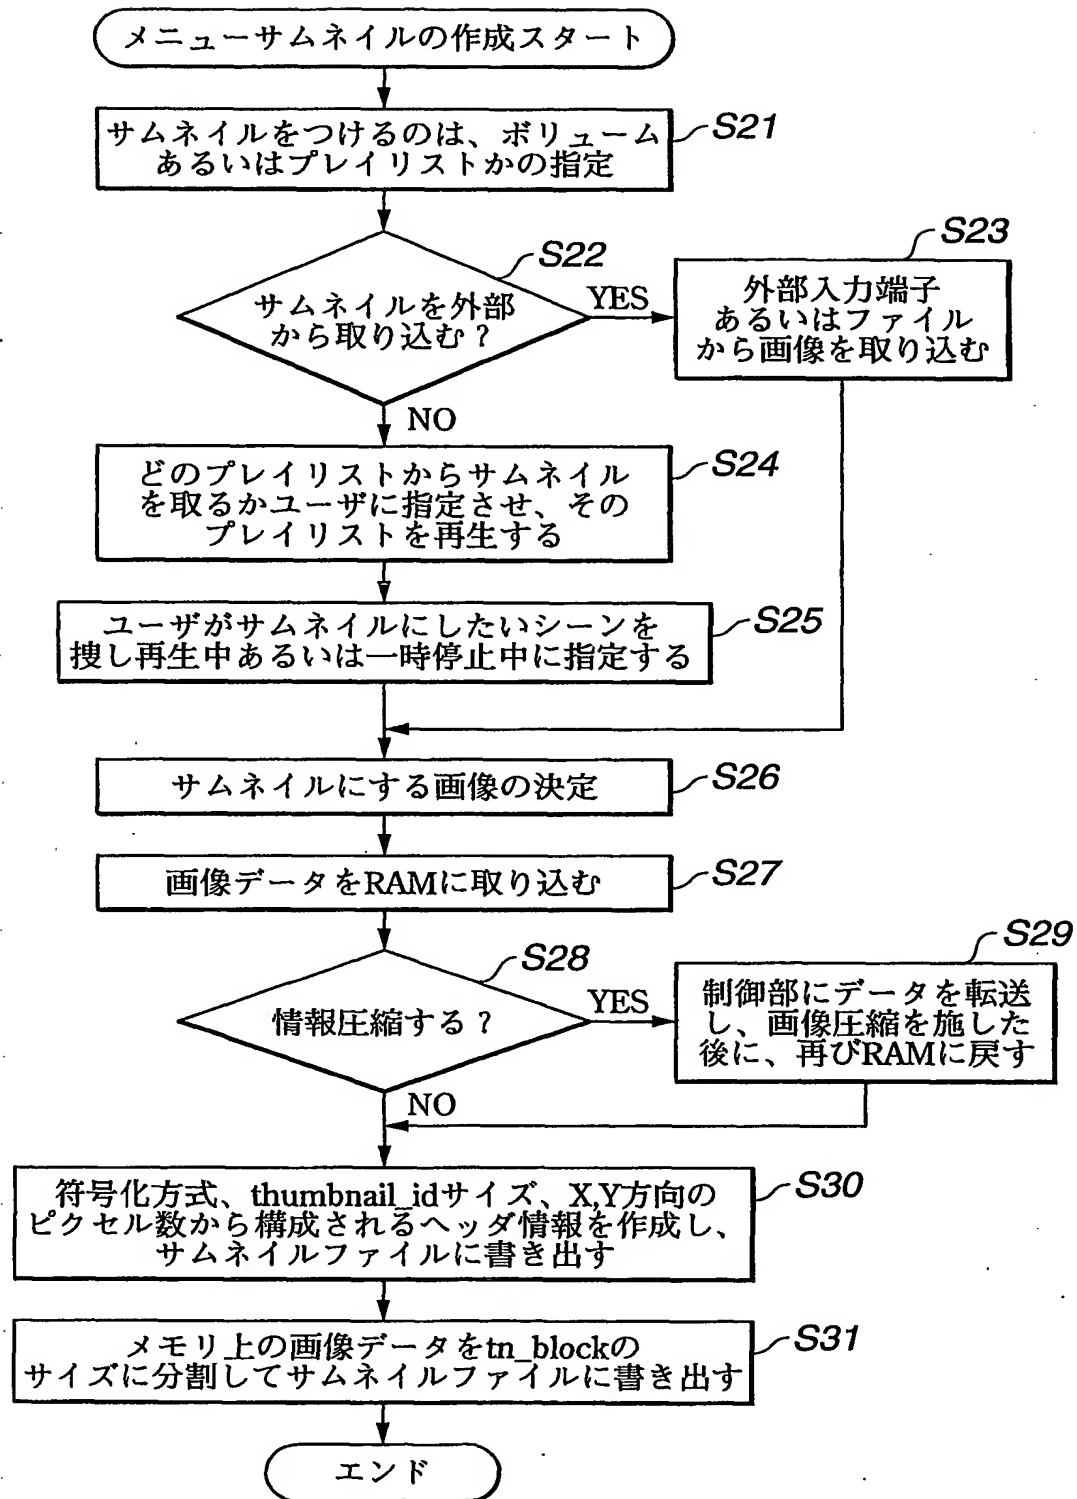 メニューサムネイルの作成スタート
サムネイルをつけるのは、ボリューム
あるいはプレイリストかの指定
S21
サムネイルを外部
から取り込む？
S22
YES
NO
外部入力端子
あるいはファイル
から画像を取り込む
S23
どのプレイリストからサムネイル
を取るかユーザに指定させ、その
プレイリストを再生する
S24
ユーザがサムネイルにしたいシーンを
捜し再生中あるいは一時停止中に指定する
S25
サムネイルにする画像の決定
S26
画像データをRAMに取り込む
S27
情報圧縮する？
S28
YES
NO
制御部にデータを転送
し、画像圧縮を施した
後に、再びRAMに戻す
S29
符号化方式、thumbnail_idサイズ、X,Y方向の
ピクセル数から構成されるヘッダ情報を作成し、
サムネイルファイルに書き出す
S30
メモリ上の画像データをtn_blockの
サイズに分割してサムネイルファイルに書き出す
S31
エンド